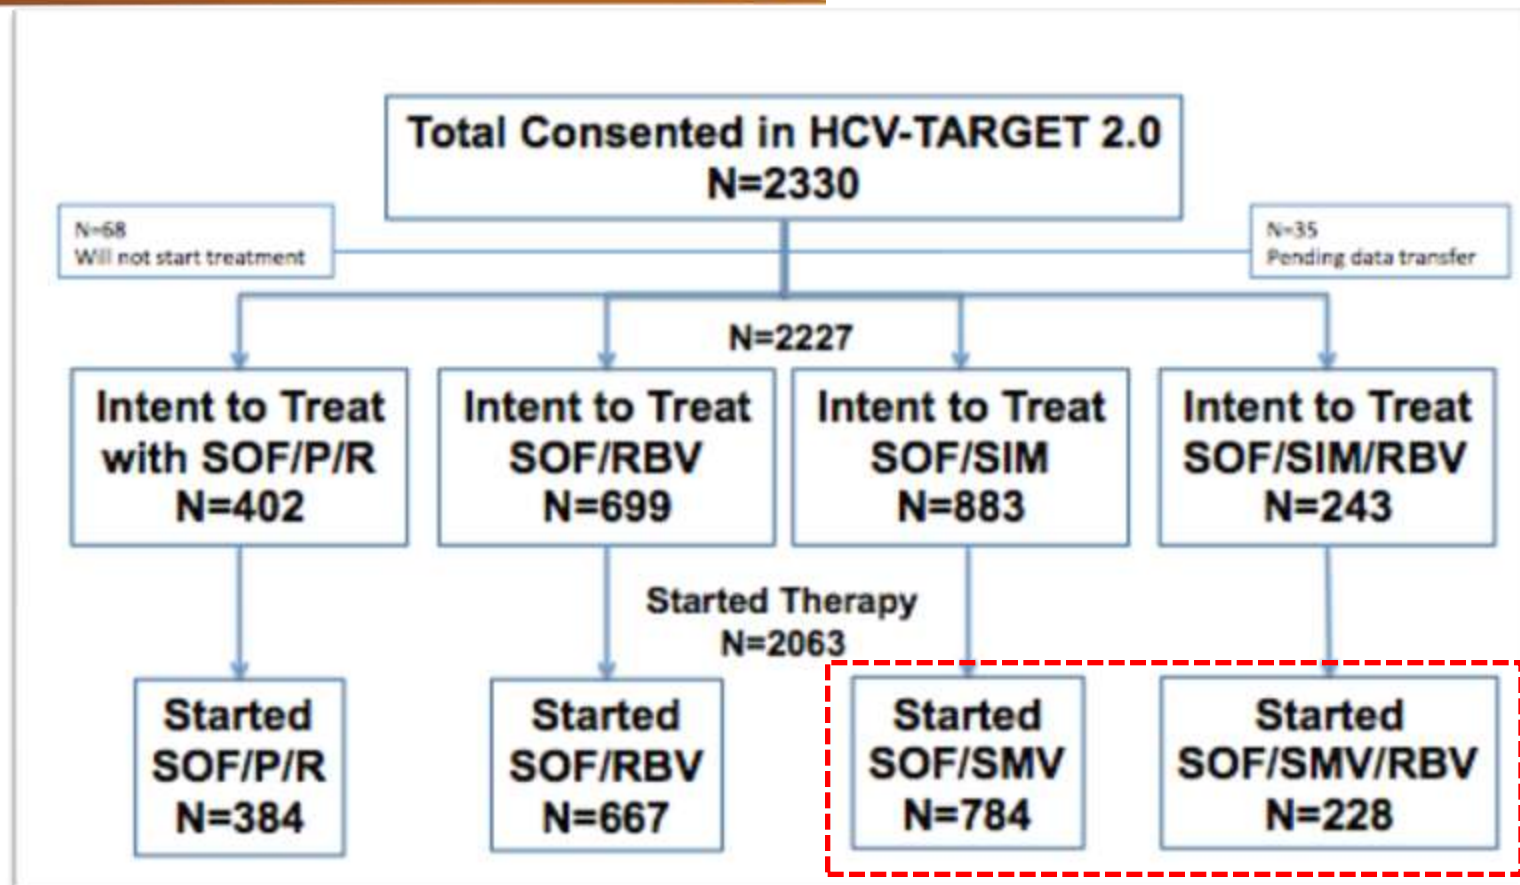 Total Consented in HCV-TARGET 2.0
N=2330
N=68
Will not start treatment
N=35
Pending data transfer
N=2227
Intent to Treat
with SOF/P/R
N=402
Intent to Treat
SOF/RBV
N=699
Intent to Treat
SOF/SIM
N=883
Intent to Treat
SOF/SIM/RBV
N=243
Started Therapy
N=2063
Started
SOF/P/R
N=384
Started
SOF/RBV
N=667
Started
SOF/SMV
N=784
Started
SOF/SMV/RBV
N=228